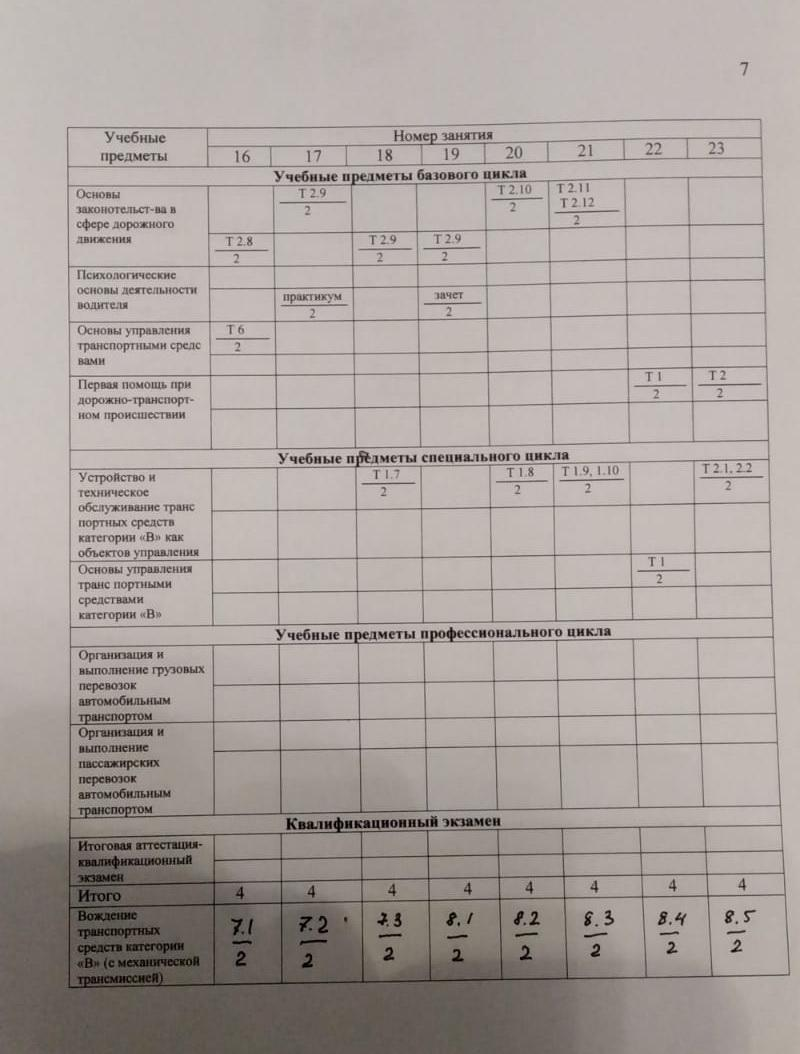 7
Учебные предметы
Номер занятия
16 17 18 19 20 21 22 23
Учебные предметы базового цикла
Основы Т 2.9 Т 2.10 Т 2.11
законотельст-ва в 2 2 Т 2.12
сфере дорожного 2
движения Т 2.8 Т 2.9 Т 2.9
2 2 2
Психологические
основы деятельности
водителя практикум зачет
2 2
Основы управления Т 6
транспортными средс 2
вами
Первая помощь при Т 1 Т 2
дорожно-транспорт- 2 2
ном происшествии
Учебные предметы специального цикла
Устройство и Т 1.7 Т 1.8 Т 1.9, 1.10 Т 2.1, 2.2
техническое 2 2 2 2
обслуживание транс
портных средств
категории «В» как
объектов управления
Основы управления Т 1
транс портными 2
средствами
категории «В»
Учебные предметы профессионального цикла
Организация и
выполнение грузовых
перевозок
автомобильным
транспортом
Организация и
выполнение
пассажирских
перевозок
автомобильным
транспортом
Квалификационный экзамен
Итоговая аттестация-
квалификационный
экзамен
Итого 4 4 4 4 4 4 4 4
Вождение 7.1 7.2 7.3 8.1 8.2 8.3 8.4 8.5
транспортных
средств категории 2 2 2 2 2 2 2 2
«В» (с механической
трансмиссией)